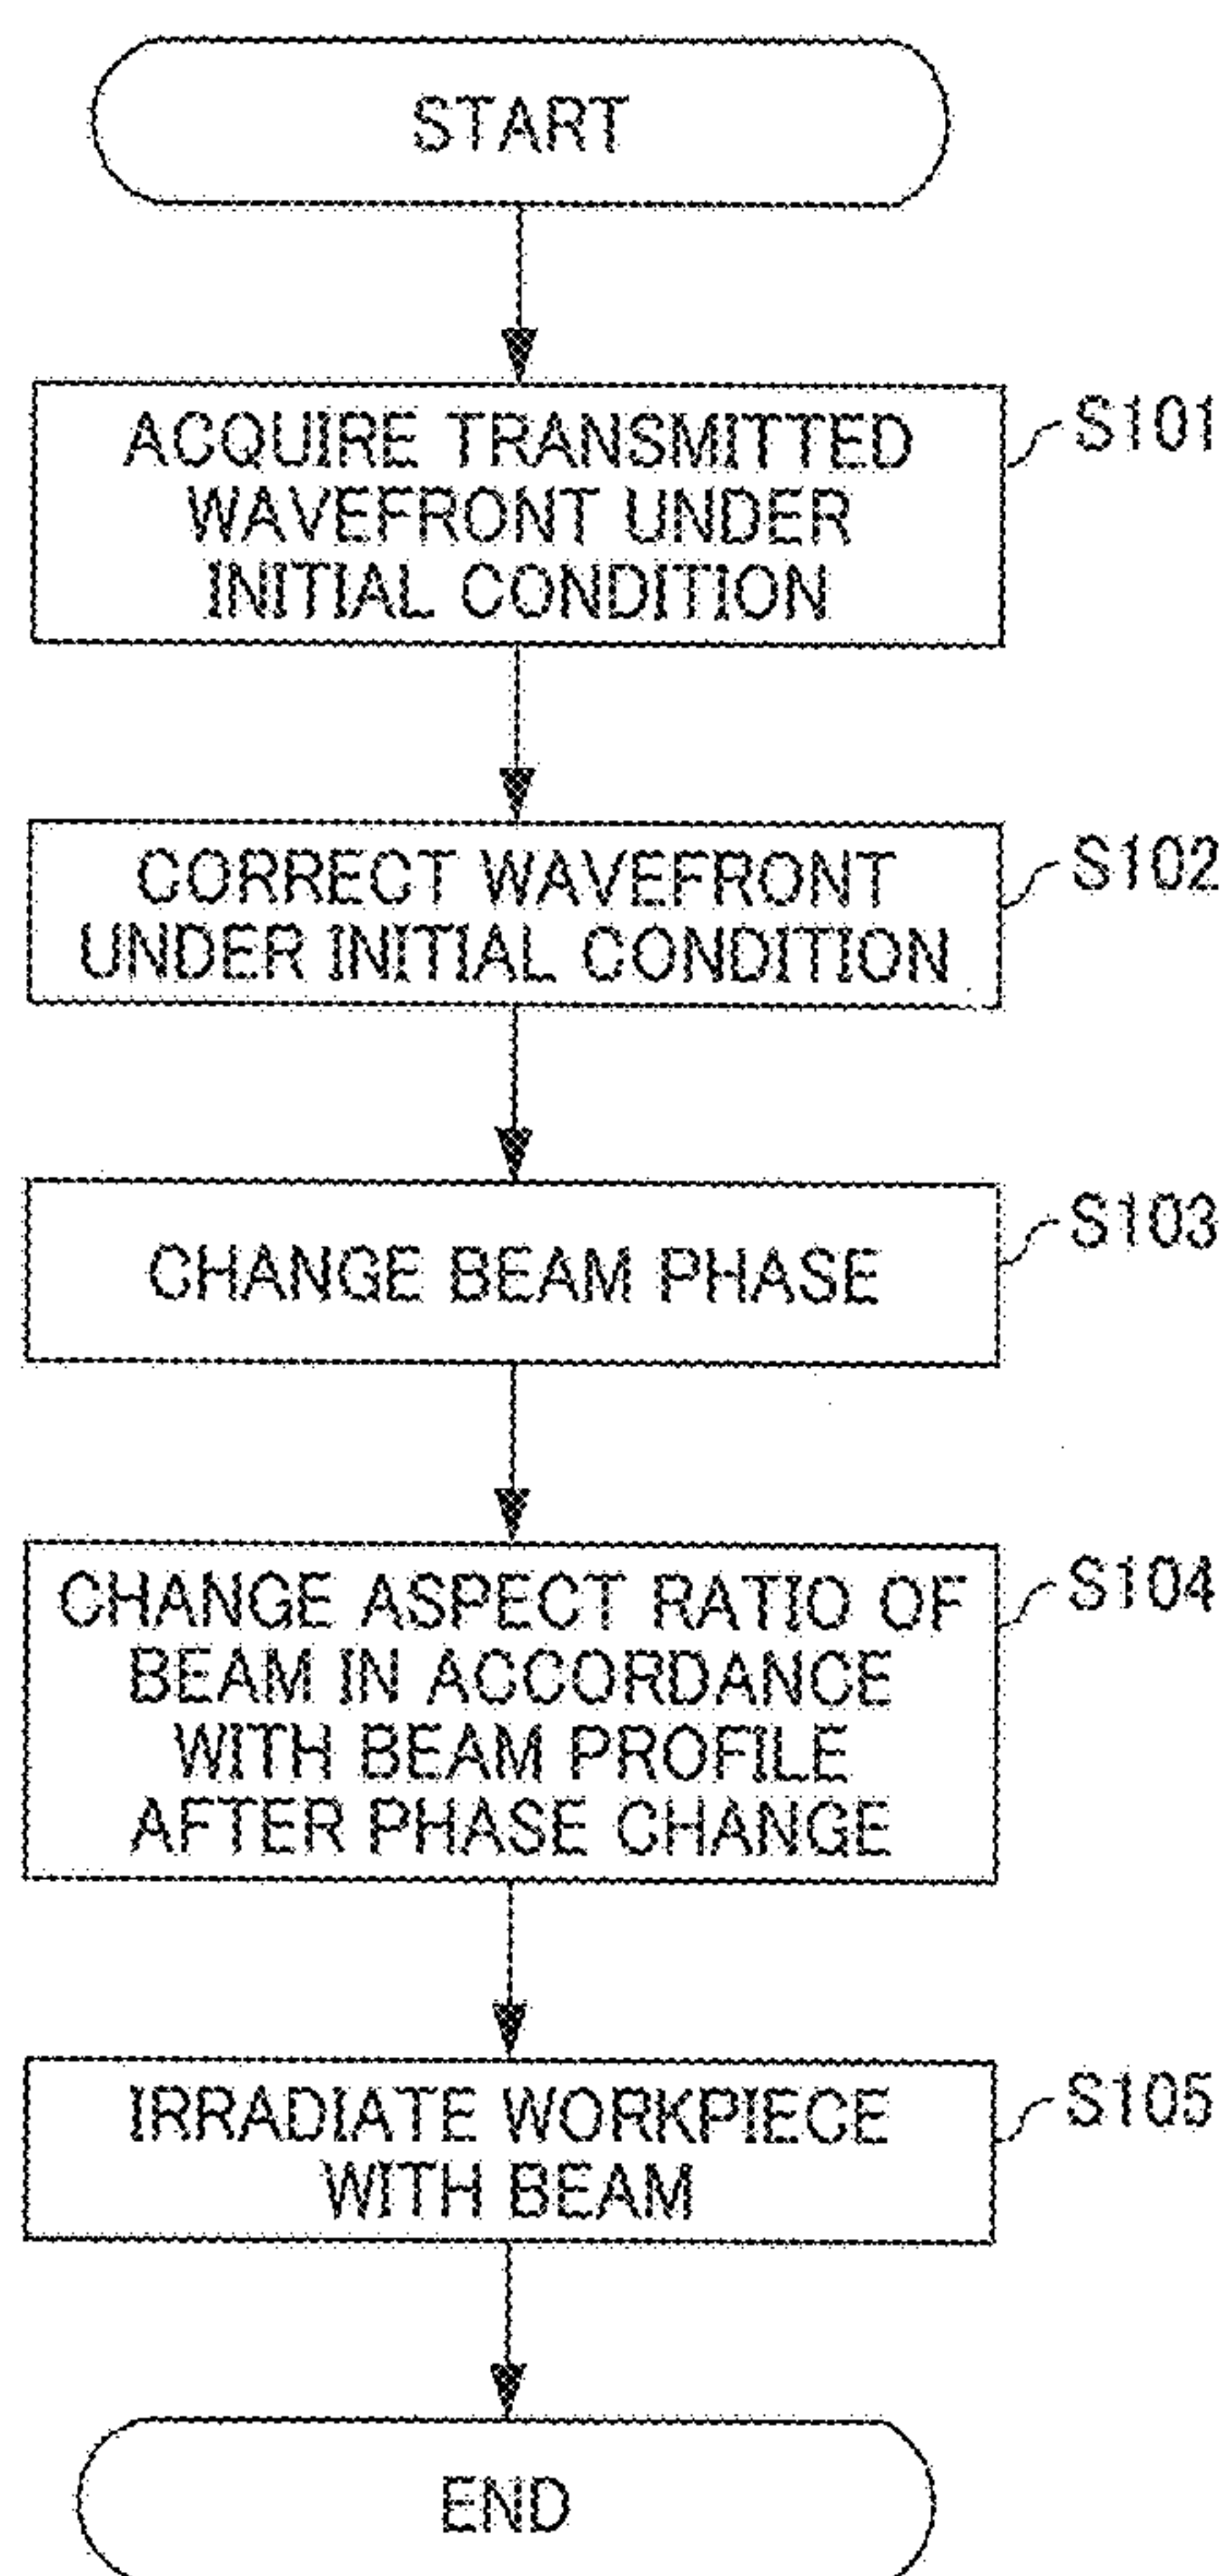 START
ACQUIRE TRANSMITTED
WAVEFRONT UNDER
INITIAL CONDITION
S101
CORRECT WAVEFRONT
UNDER INITIAL CONDITION
S102
CHANGE BEAM PHASE
S103
CHANGE ASPECT RATIO OF
BEAM IN ACCORDANCE
WITH BEAM PROFILE
AFTER PHASE CHANGE
S104
IRRADIATE WORKPIECE
WITH BEAM
S105
END